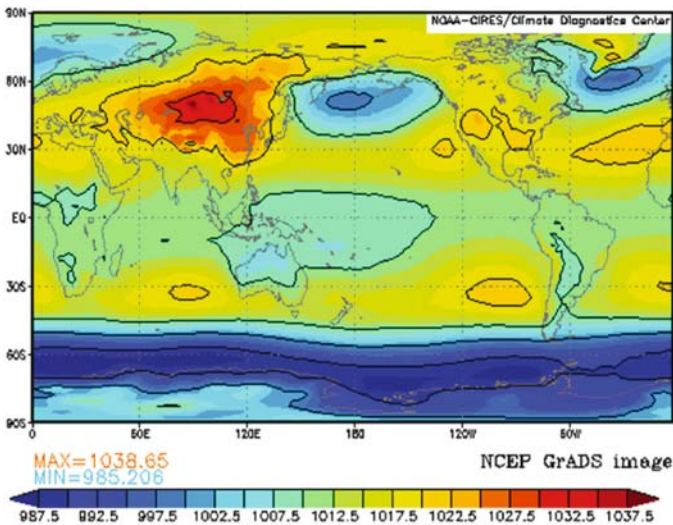 90N
NOAA-CIRES/Climate Diagnostics Center
60N
30N
EQ
30S
60S
90S
0 60E 120E 180 120W 60W
MAX=1038.65
MIN=985.206
NCEP GrADS image
987.5 992.5 997.5 1002.5 1007.5 1012.5 1017.5 1022.5 1027.5 1032.5 1037.5